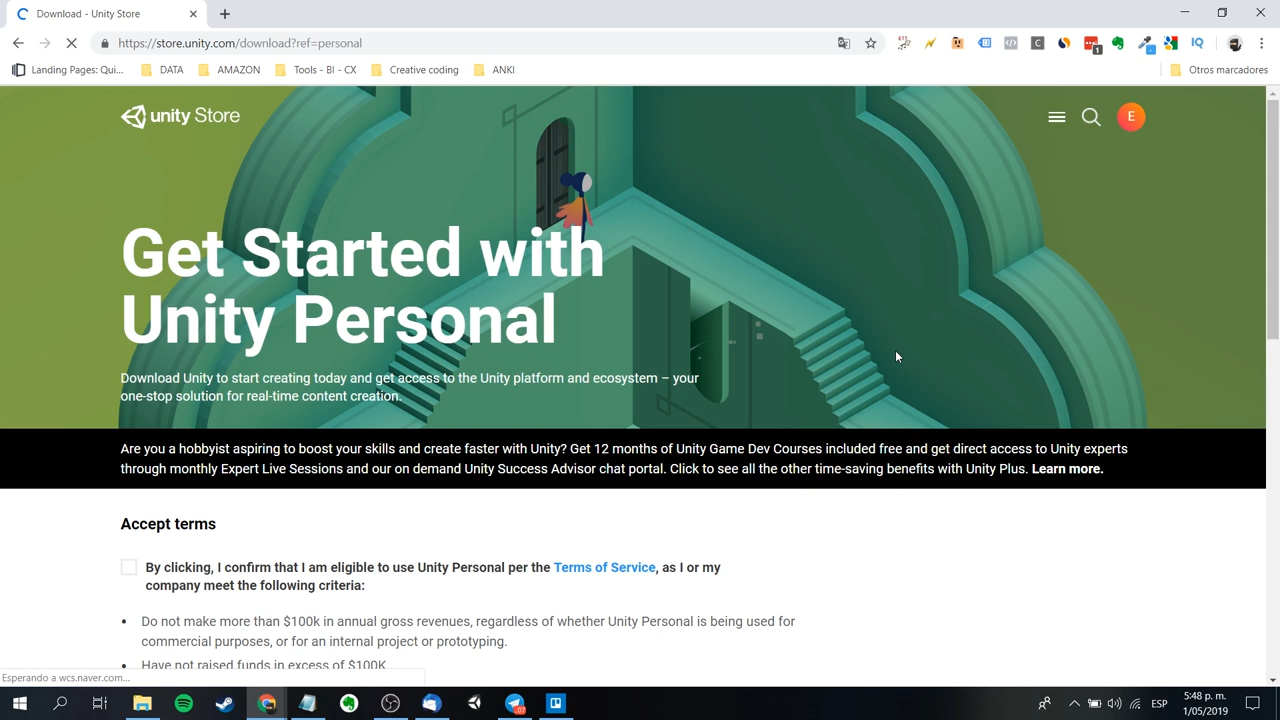 Download - Unity Store
https://store.unity.com/download?ref=personal
1
Landing Pages: Qui...
DATA
AMAZON
Tools - BI - CX
Creative coding
ANKI
Otros marcadores
unity Store
E
Get Started with
Unity Personal
Download Unity to start creating today and get access to the Unity platform and ecosystem – your
one-stop solution for real-time content creation.
Are you a hobbyist aspiring to boost your skills and create faster with Unity? Get 12 months of Unity Game Dev Courses included free and get direct access to Unity experts
through monthly Expert Live Sessions and our on demand Unity Success Advisor chat portal. Click to see all the other time-saving benefits with Unity Plus. Learn more.
Accept terms
By clicking, I confirm that I am eligible to use Unity Personal per the Terms of Service, as I or my
company meet the following criteria:
• Do not make more than $100k in annual gross revenues, regardless of whether Unity Personal is being used for
commercial purposes, or for an internal project or prototyping.
• Have not raised funds in excess of $100K
Esperando a wcs.naver.com...
ESP
5:48 p. m.
1/05/2019